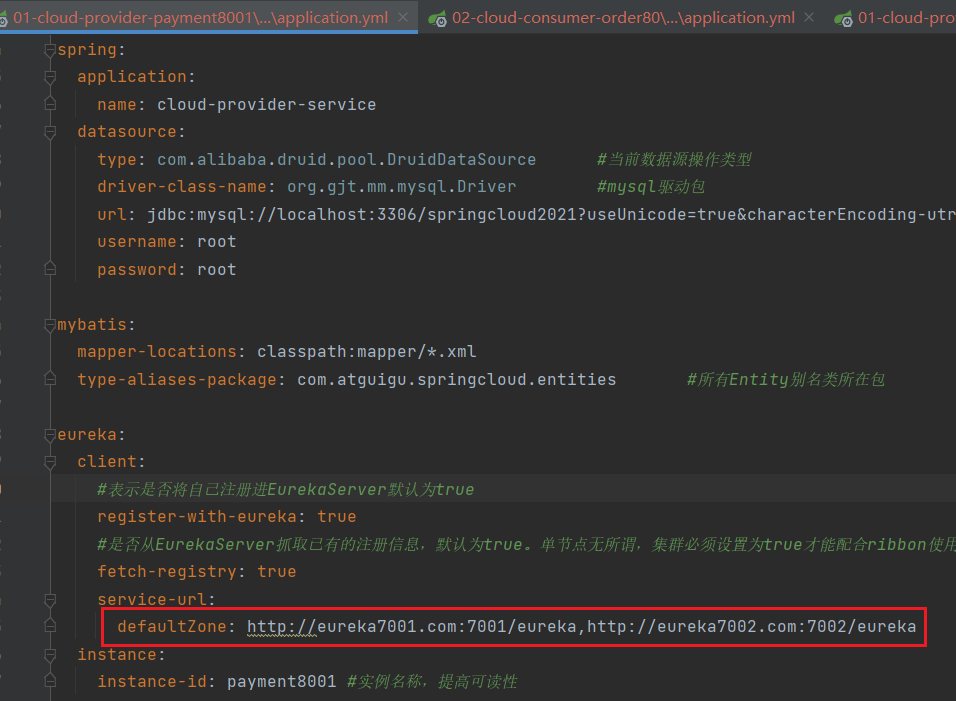 01-cloud-provider-payment8001\...\application.yml 02-cloud-consumer-order80\...\application.yml 01-cloud-pro
spring:
application:
name: cloud-provider-service
datasource:
type: com.alibaba.druid.pool.DruidDataSource #当前数据源操作类型
driver-class-name: org.gjt.mm.mysql.Driver #mysql驱动包
url: jdbc:mysql://localhost:3306/springcloud2021?useUnicode=true&characterEncoding-utr
username: root
password: root
mybatis:
mapper-locations: classpath:mapper/*.xml
type-aliases-package: com.atguigu.springcloud.entities #所有Entity别名类所在包
eureka:
client:
#表示是否将自己注册进EurekaServer默认为true
register-with-eureka: true
#是否从EurekaServer抓取已有的注册信息，默认为true。单节点无所谓，集群必须设置为true才能配合ribbon使用
fetch-registry: true
service-url:
defaultZone: http://eureka7001.com:7001/eureka,http://eureka7002.com:7002/eureka
instance:
instance-id: payment8001 #实例名称，提高可读性